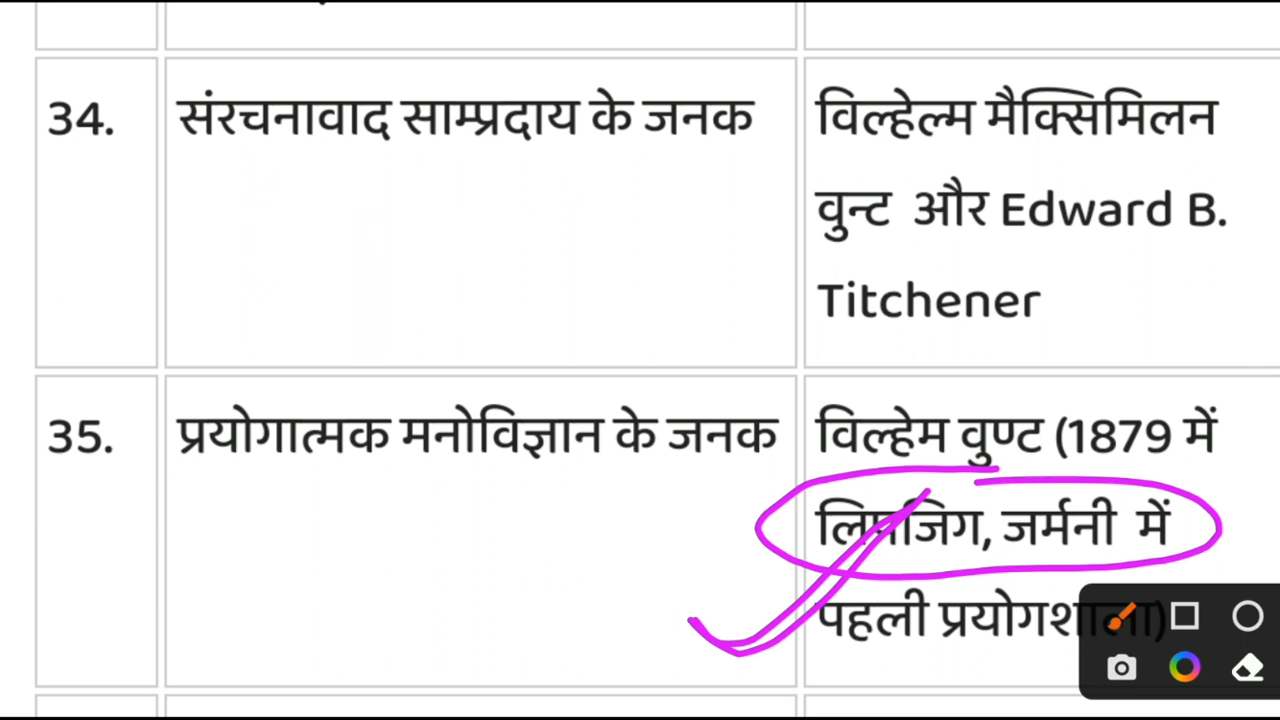 34.
संरचनावाद साम्प्रदाय के जनक
विल्हेल्म मैक्सिमिलन
वुन्ट और Edward B.
Titchener
35.
प्रयोगात्मक मनोविज्ञान के जनक
विल्हेम वुण्ट (1879 में
लिपजिग, जर्मनी में
पहली प्रयोगशाला)